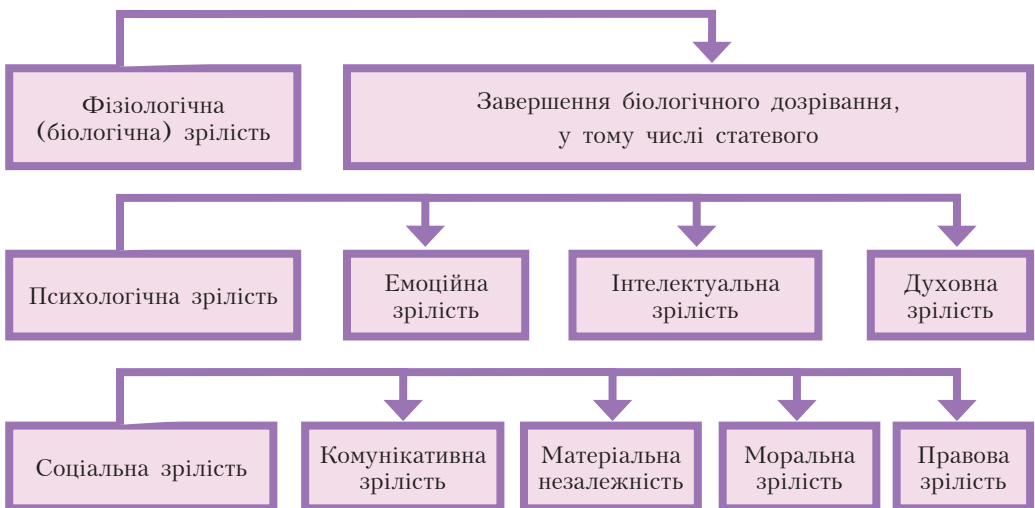 Фізіологічна
(біологічна) зрілість
Завершення біологічного дозрівання,
у тому числі статевого
Психологічна зрілість
Емоційна
зрілість
Інтелектуальна
зрілість
Духовна
зрілість
Соціальна зрілість
Комунікативна
зрілість
Матеріальна
незалежність
Моральна
зрілість
Правова
зрілість